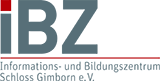 iBZ
Informations- und Bildungszentrum
Schloss Gimborn e.V.